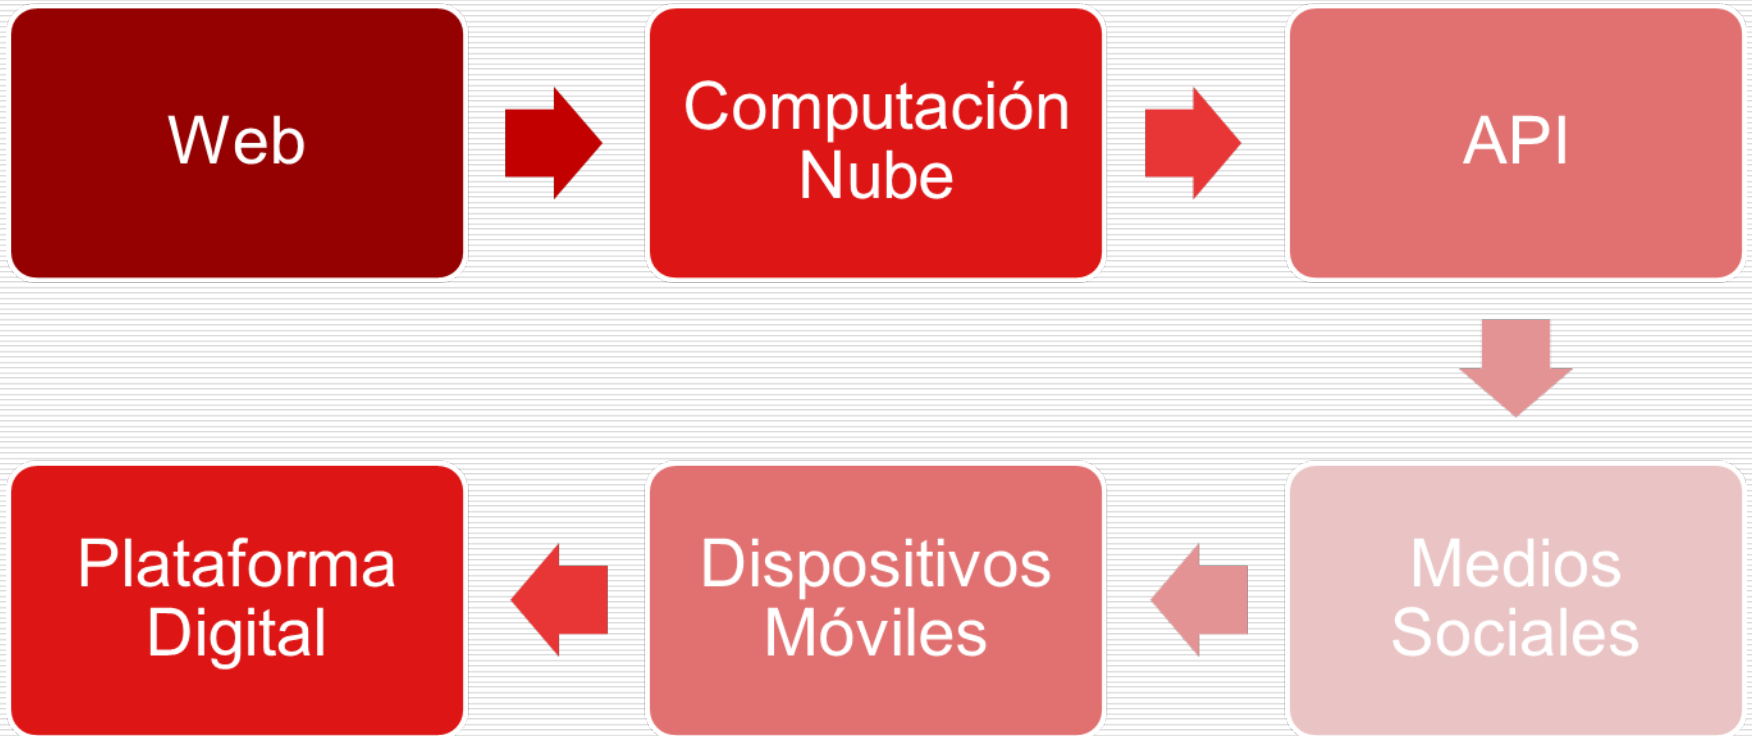 Web
Computación
Nube
API
Medios
Sociales
Dispositivos
Móviles
Plataforma
Digital